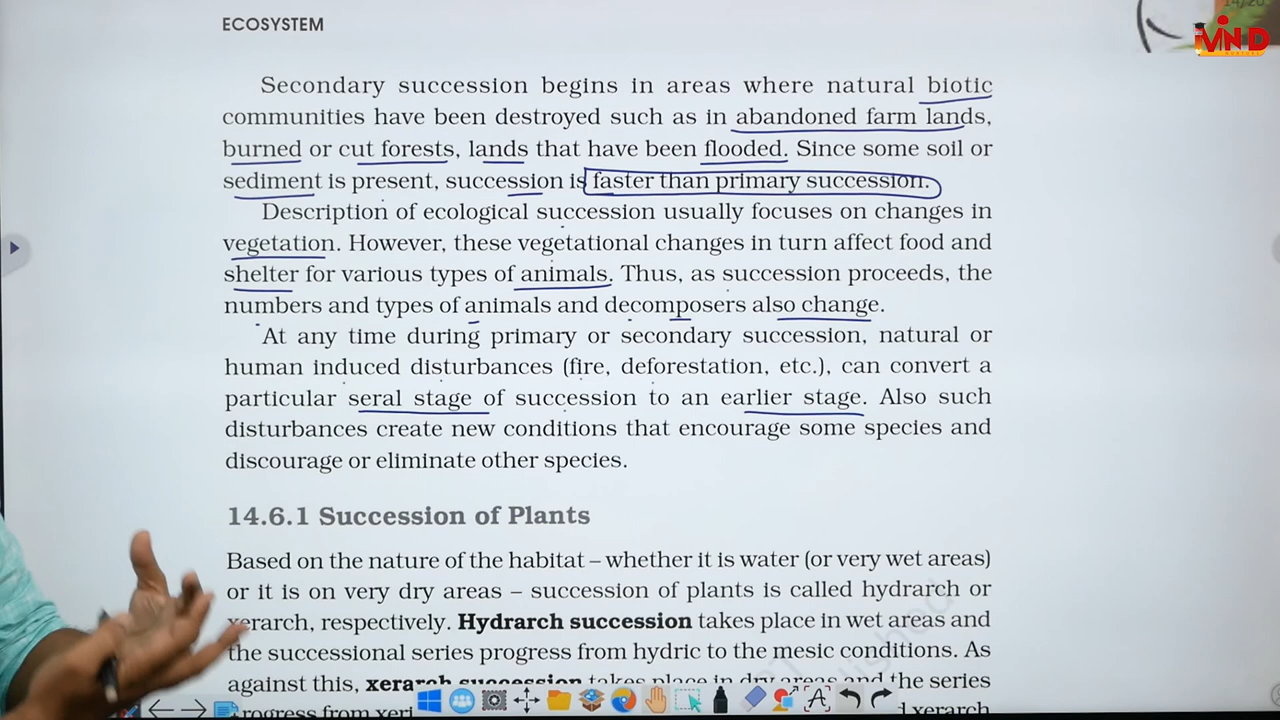 14/20
ECOSYSTEM
MIND
Secondary succession begins in areas where natural biotic
communities have been destroyed such as in abandoned farm lands,
burned or cut forests, lands that have been flooded. Since some soil or
sediment is present, succession is faster than primary succession.
Description of ecological succession usually focuses on changes in
vegetation. However, these vegetational changes in turn affect food and
shelter for various types of animals. Thus, as succession proceeds, the
numbers and types of animals and decomposers also change.
At any time during primary or secondary succession, natural or
human induced disturbances (fire, deforestation, etc.), can convert a
particular seral stage of succession to an earlier stage. Also such
disturbances create new conditions that encourage some species and
discourage or eliminate other species.
14.6.1 Succession of Plants
Based on the nature of the habitat – whether it is water (or very wet areas)
or it is on very dry areas – succession of plants is called hydrarch or
xerarch, respectively. Hydrarch succession takes place in wet areas and
the successional series progress from hydric to the mesic conditions. As
against this, xerarch succession takes place in dry areas and the series
progress from xeri xerarch